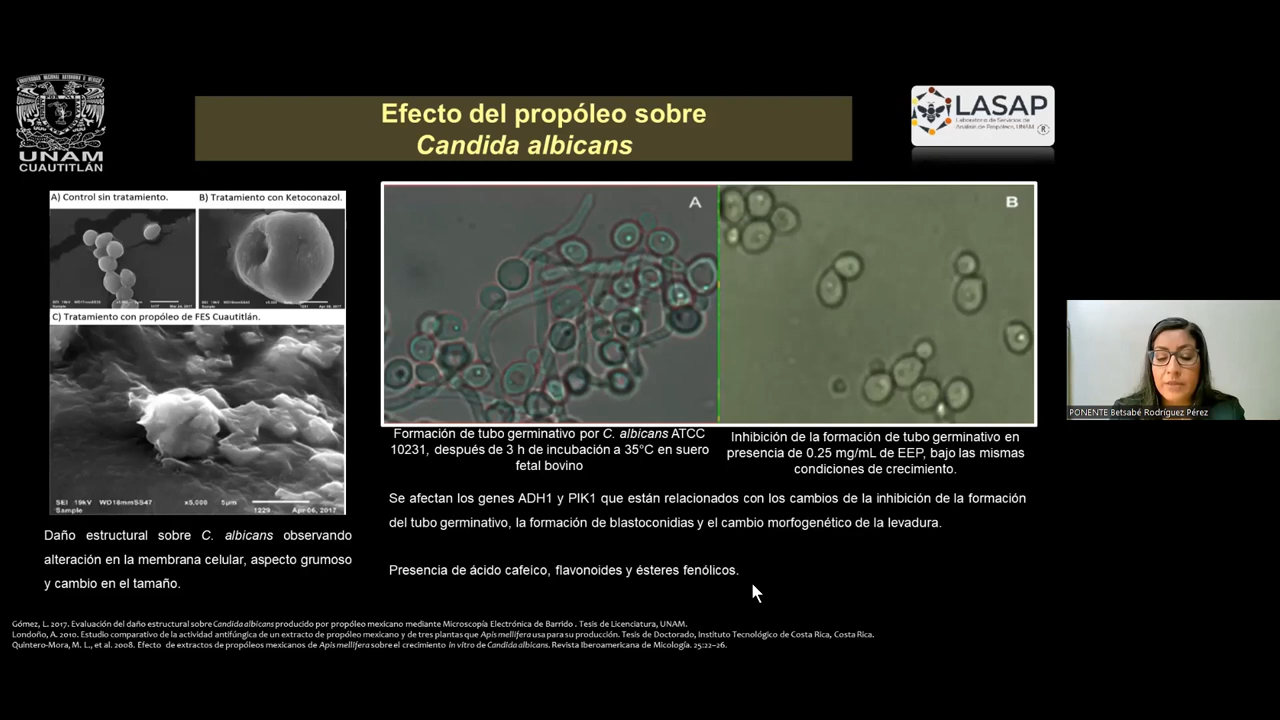 UNAM
CUAUTITLÁN
Efecto del propóleo sobre
Candida albicans
LASAP
Laboratorio de Servicios de
Análisis de Propóleos, UNAM
A) Control sin tratamiento.
B) Tratamiento con Ketoconazol.
C) Tratamiento con propóleo de FES Cuautitlán.
SEI 19kV WD18mmSS47 x5,000 5µm
Sample 1229 Apr 06, 2017
Daño estructural sobre C. albicans observando
alteración en la membrana celular, aspecto grumoso
y cambio en el tamaño.
A
B
Formación de tubo germinativo por C. albicans ATCC
10231, después de 3 h de incubación a 35°C en suero
fetal bovino
Inhibición de la formación de tubo germinativo en
presencia de 0.25 mg/mL de EEP, bajo las mismas
condiciones de crecimiento.
Se afectan los genes ADH1 y PIK1 que están relacionados con los cambios de la inhibición de la formación
del tubo germinativo, la formación de blastoconidias y el cambio morfogenético de la levadura.
Presencia de ácido cafeico, flavonoides y ésteres fenólicos.
PONENTE Betsabé Rodríguez Pérez
Gómez, L. 2017. Evaluación del daño estructural sobre Candida albicans producido por propóleo mexicano mediante Microscopía Electrónica de Barrido . Tesis de Licenciatura, UNAM.
Londoño, A. 2010. Estudio comparativo de la actividad antifúngica de un extracto de propóleo mexicano y de tres plantas que Apis mellifera usa para su producción. Tesis de Doctorado, Instituto Tecnológico de Costa Rica, Costa Rica.
Quintero-Mora, M. L., et al. 2008. Efecto de extractos de propóleos mexicanos de Apis mellifera sobre el crecimiento in vitro de Candida albicans. Revista Iberoamericana de Micología. 25:22–26.